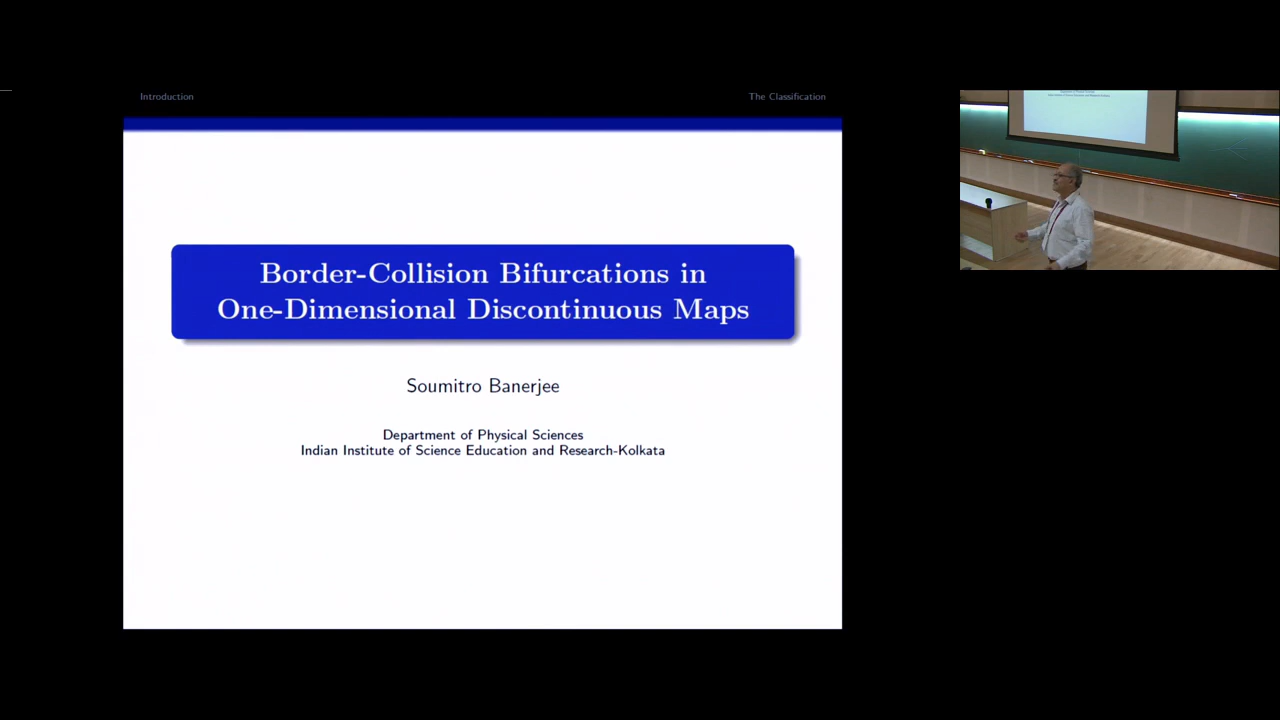 Introduction
The Classification
Border-Collision Bifurcations in
One-Dimensional Discontinuous Maps
Soumitro Banerjee
Department of Physical Sciences
Indian Institute of Science Education and Research-Kolkata